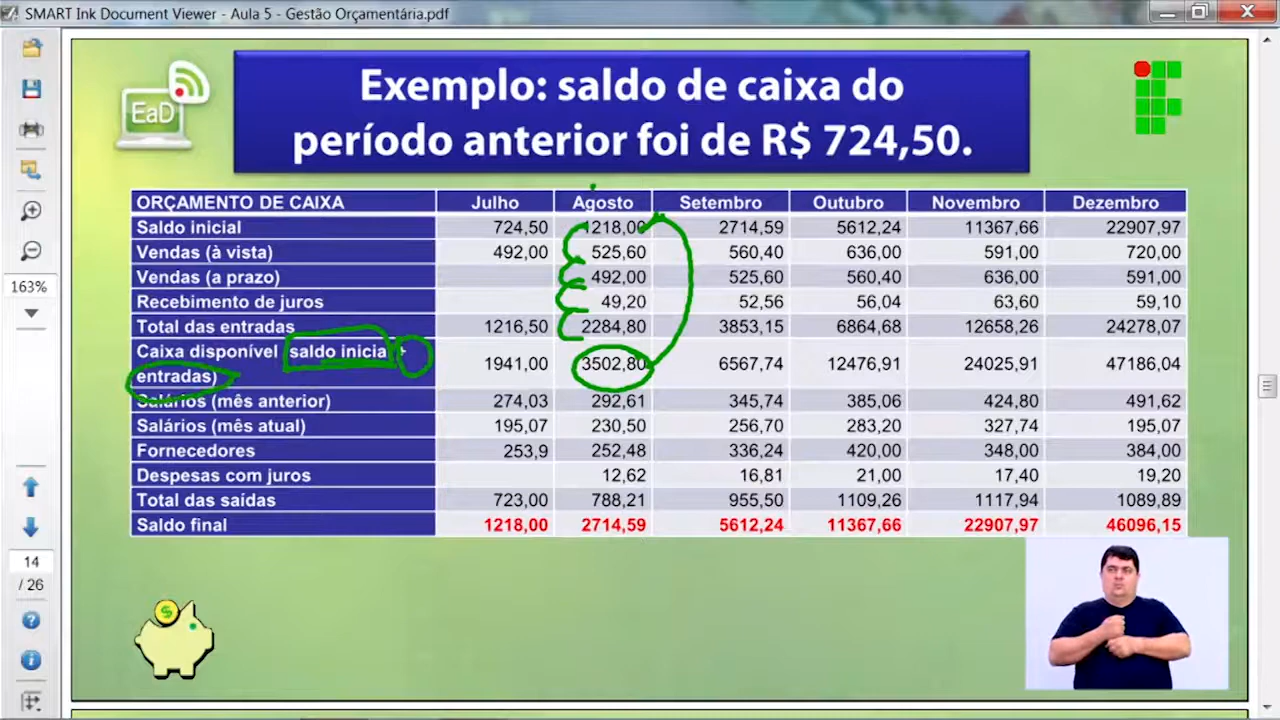 SMART Ink Document Viewer - Aula 5 - Gestão Orçamentária.pdf
EaD
Exemplo: saldo de caixa do
período anterior foi de R$ 724,50.
ORÇAMENTO DE CAIXA Julho Agosto Setembro Outubro Novembro Dezembro
Saldo inicial 724,50 1218,00 2714,59 5612,24 11367,66 22907,97
Vendas (à vista) 492,00 525,60 560,40 636,00 591,00 720,00
Vendas (a prazo) 492,00 525,60 560,40 636,00 591,00
Recebimento de juros 49,20 52,56 56,04 63,60 59,10
Total das entradas 1216,50 2284,80 3853,15 6864,68 12658,26 24278,07
Caixa disponível (saldo inicial +
entradas) 1941,00 3502,80 6567,74 12476,91 24025,91 47186,04
Salários (mês anterior) 274,03 292,61 345,74 385,06 424,80 491,62
Salários (mês atual) 195,07 230,50 256,70 283,20 327,74 195,07
Fornecedores 253,9 252,48 336,24 420,00 348,00 384,00
Despesas com juros 12,62 16,81 21,00 17,40 19,20
Total das saídas 723,00 788,21 955,50 1109,26 1117,94 1089,89
Saldo final 1218,00 2714,59 5612,24 11367,66 22907,97 46096,15
163%
14
/ 26